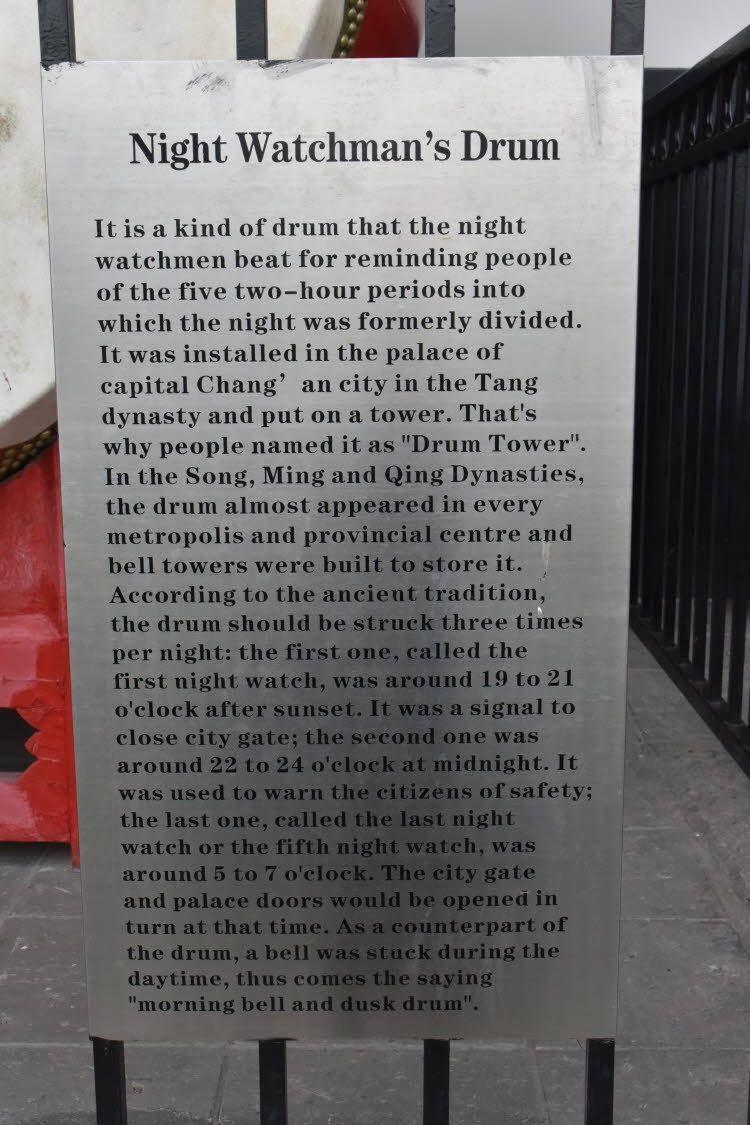 Night Watchman's Drum
It is a kind of drum that the night
watchmen beat for reminding people
of the five two-hour periods into
which the night was formerly divided.
It was installed in the palace of
capital Chang’ an city in the Tang
dynasty and put on a tower. That's
why people named it as "Drum Tower".
In the Song, Ming and Qing Dynasties,
the drum almost appeared in every
metropolis and provincial centre and
bell towers were built to store it.
According to the ancient tradition,
the drum should be struck three times
per night: the first one, called the
first night watch, was around 19 to 21
o'clock after sunset. It was a signal to
close city gate; the second one was
around 22 to 24 o'clock at midnight. It
was used to warn the citizens of safety;
the last one, called the last night
watch or the fifth night watch, was
around 5 to 7 o'clock. The city gate
and palace doors would be opened in
turn at that time. As a counterpart of
the drum, a bell was stuck during the
daytime, thus comes the saying
"morning bell and dusk drum".